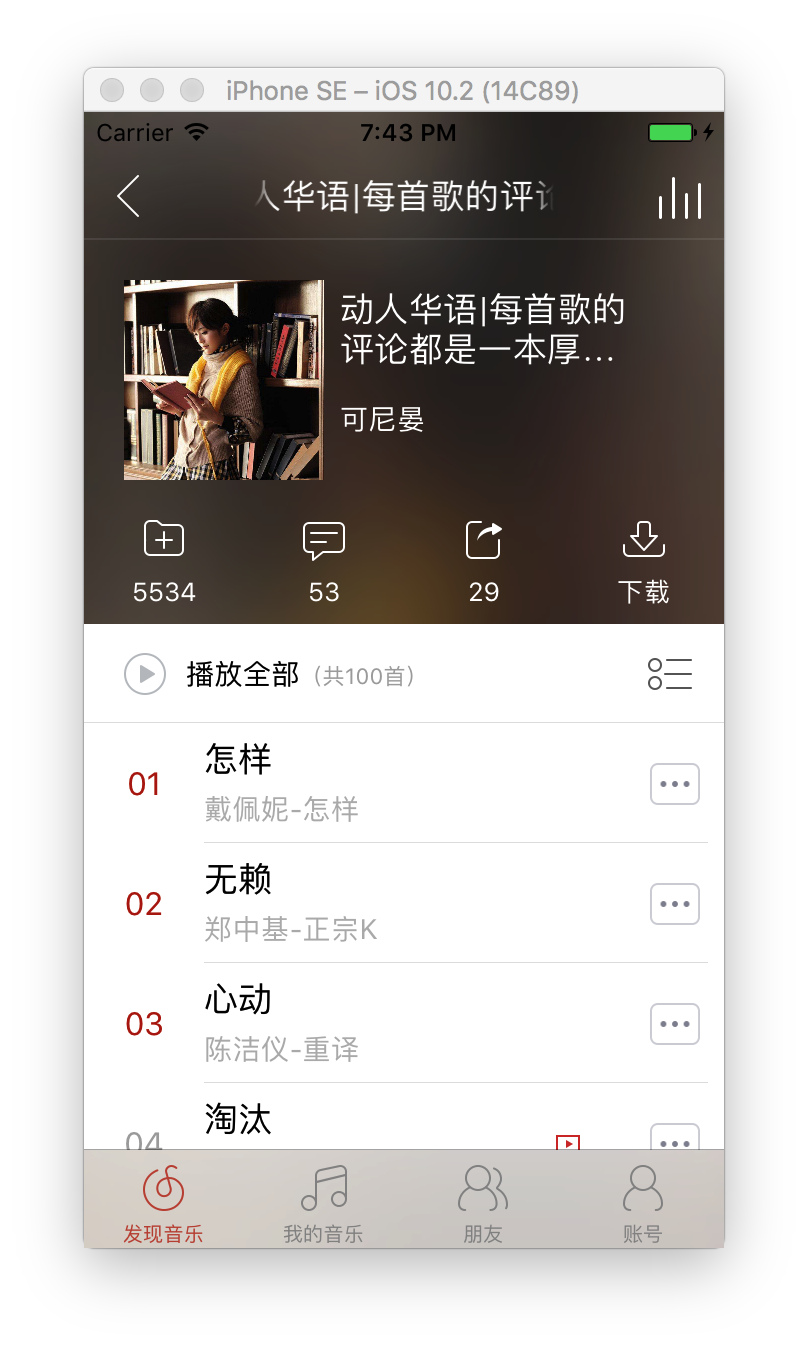 iPhone SE – iOS 10.2 (14C89)
Carrier 7:43 PM
人华语|每首歌的评论
动人华语|每首歌的
评论都是一本厚…
可尼晏
5534 53 29 下载
播放全部 (共100首)
01 怎样
戴佩妮-怎样
02 无赖
郑中基-正宗K
03 心动
陈洁仪-重译
04 淘汰
发现音乐 我的音乐 朋友 账号